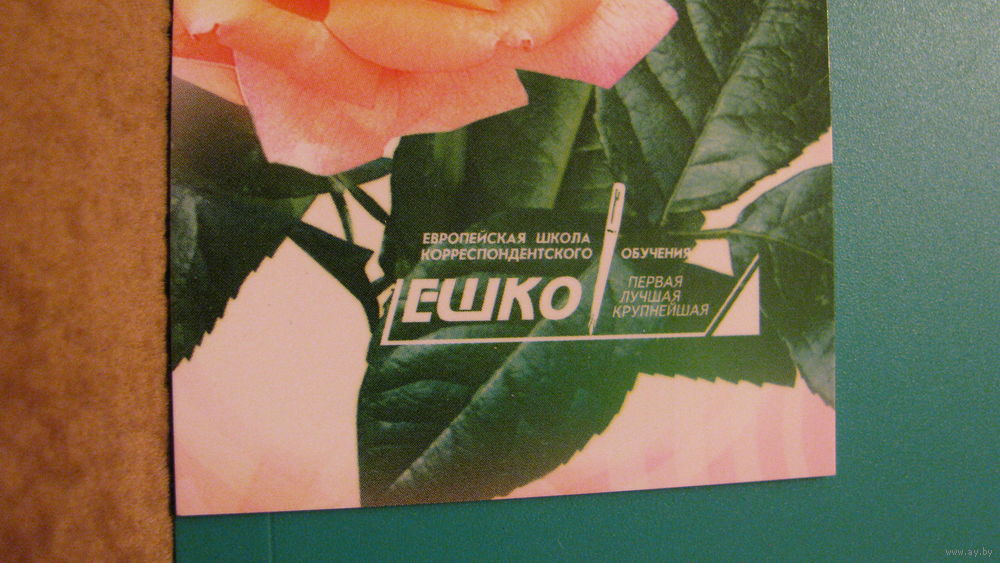 ЕВРОПЕЙСКАЯ ШКОЛА
КОРРЕСПОНДЕНТСКОГО ОБУЧЕНИЯ
ЕШКО
ПЕРВАЯ
ЛУЧШАЯ
КРУПНЕЙШАЯ
www.ay.by